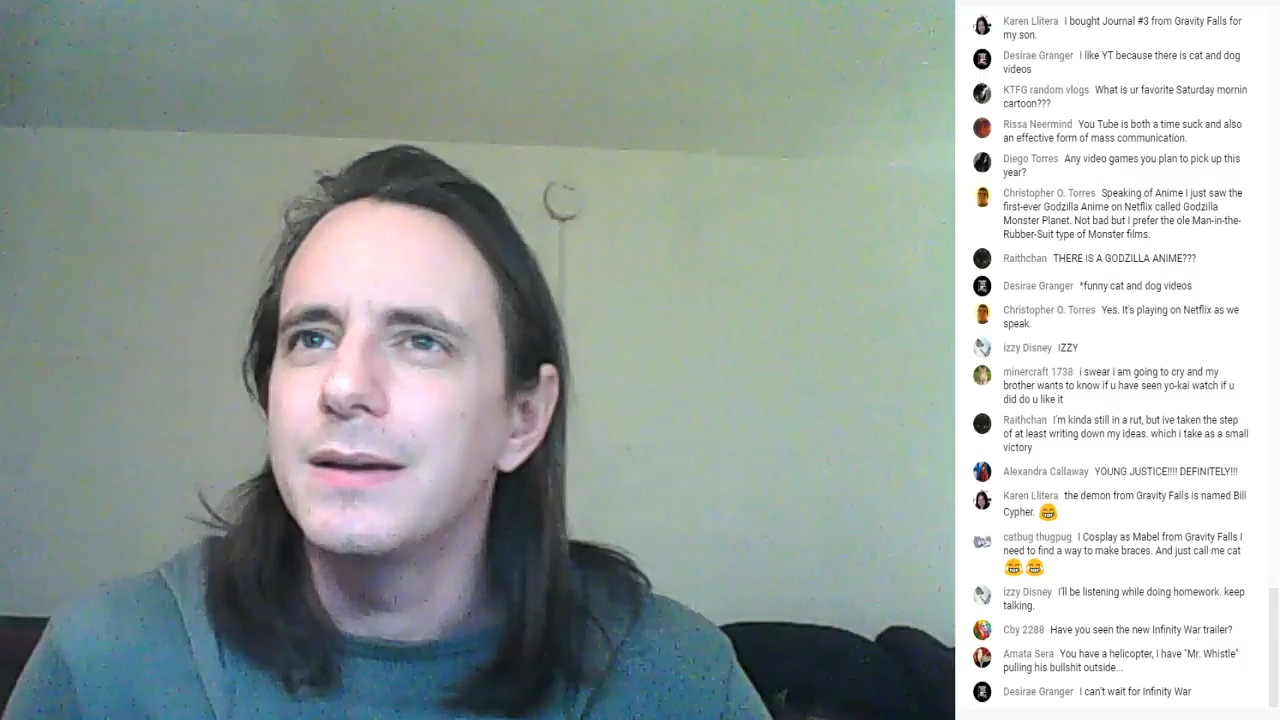 Karen Llitera I bought Journal #3 from Gravity Falls for
my son.
Desirae Granger I like YT because there is cat and dog
videos
KTFG random vlogs What is ur favorite Saturday mornin
cartoon???
Rissa Neermind You Tube is both a time suck and also
an effective form of mass communication.
Diego Torres Any video games you plan to pick up this
year?
Christopher O. Torres Speaking of Anime I just saw the
first-ever Godzilla Anime on Netflix called Godzilla
Monster Planet. Not bad but I prefer the ole Man-in-the-
Rubber-Suit type of Monster films.
Raithchan THERE IS A GODZILLA ANIME???
Desirae Granger *funny cat and dog videos
Christopher O. Torres Yes. It's playing on Netflix as we
speak.
izzy Disney IZZY
minercraft 1738 i swear i am going to cry and my
brother wants to know if u have seen yo-kai watch if u
did do u like it
Raithchan I'm kinda still in a rut, but ive taken the step
of at least writing down my ideas. which i take as a small
victory
Alexandra Callaway YOUNG JUSTICE!!!! DEFINITELY!!!
Karen Llitera the demon from Gravity Falls is named Bill
Cypher. 😂
catbug thugpug I Cosplay as Mabel from Gravity Falls I
need to find a way to make braces. And just call me cat
😂😂
izzy Disney I'll be listening while doing homework. keep
talking.
Cby 2288 Have you seen the new Infinity War trailer?
Amata Sera You have a helicopter, I have "Mr. Whistle"
pulling his bullshit outside...
Desirae Granger I can't wait for Infinity War